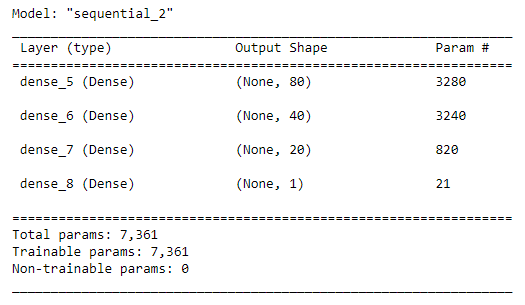 Model: "sequential_2"
_________________________________________________________________
Layer (type) Output Shape Param #
=================================================================
dense_5 (Dense) (None, 80) 3280
dense_6 (Dense) (None, 40) 3240
dense_7 (Dense) (None, 20) 820
dense_8 (Dense) (None, 1) 21
=================================================================
Total params: 7,361
Trainable params: 7,361
Non-trainable params: 0
_________________________________________________________________